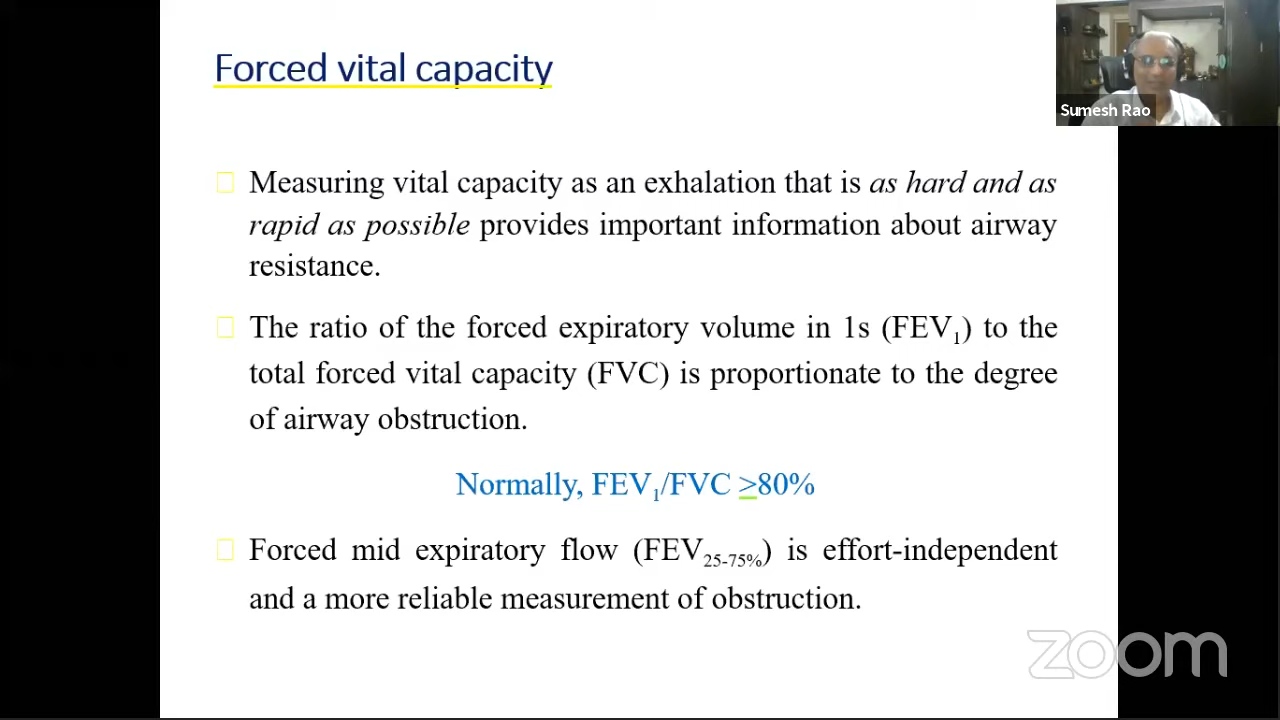 Forced vital capacity
Sumesh Rao
Measuring vital capacity as an exhalation that is as hard and as
rapid as possible provides important information about airway
resistance.
The ratio of the forced expiratory volume in 1s (FEV1) to the
total forced vital capacity (FVC) is proportionate to the degree
of airway obstruction.
Normally, FEV1/FVC ≥80%
Forced mid expiratory flow (FEV25-75%) is effort-independent
and a more reliable measurement of obstruction.
zoom